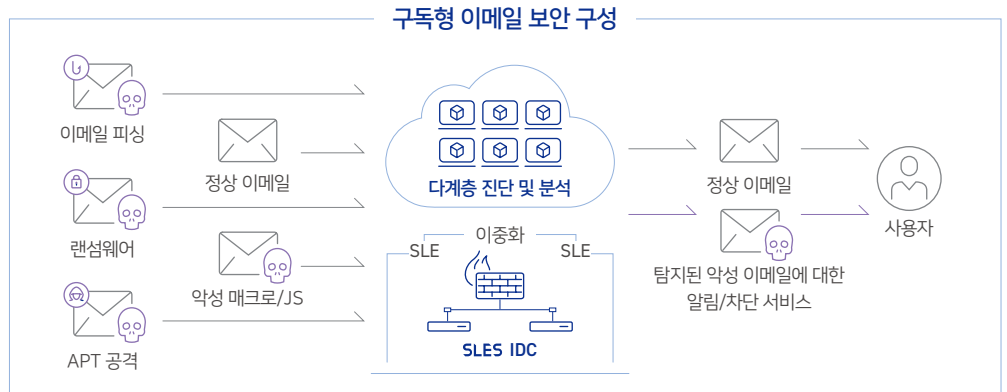 구독형 이메일 보안 구성
이메일 피싱
정상 이메일
랜섬웨어
악성 매크로/JS
APT 공격
다계층 진단 및 분석
이중화
SLE
SLE
SLES IDC
정상 이메일
탐지된 악성 이메일에 대한
알림/차단 서비스
사용자